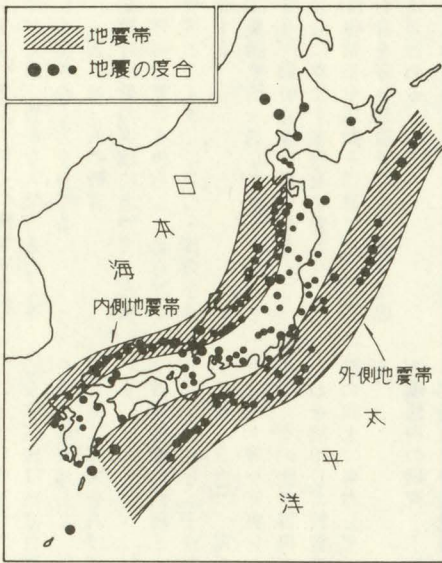 地震帯
地震の度合
日本海
内側地震帯
外側地震帯
太平洋